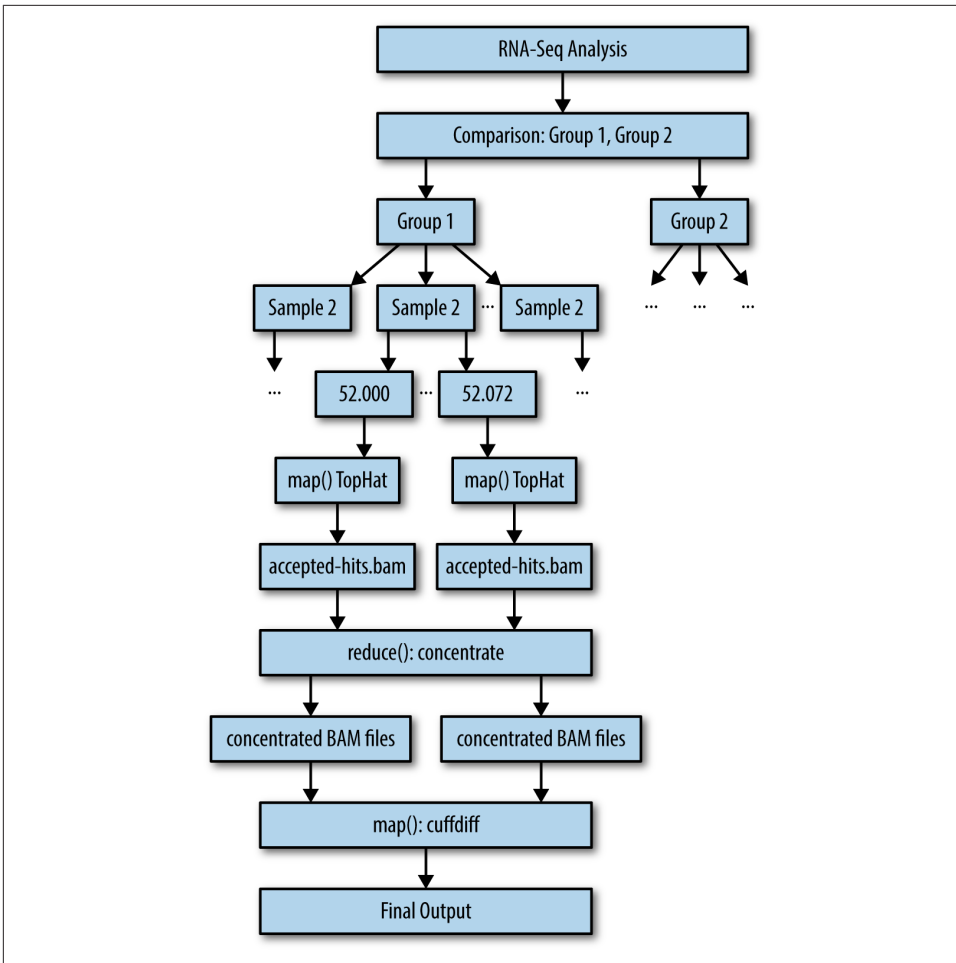 RNA-Seq Analysis
Comparison: Group 1, Group 2
Group 1
Group 2
Sample 2
Sample 2
...
Sample 2
...
...
...
...
52.000
...
52.072
...
map() TopHat
map() TopHat
accepted-hits.bam
accepted-hits.bam
reduce(): concentrate
concentrated BAM files
concentrated BAM files
map(): cuffdiff
Final Output